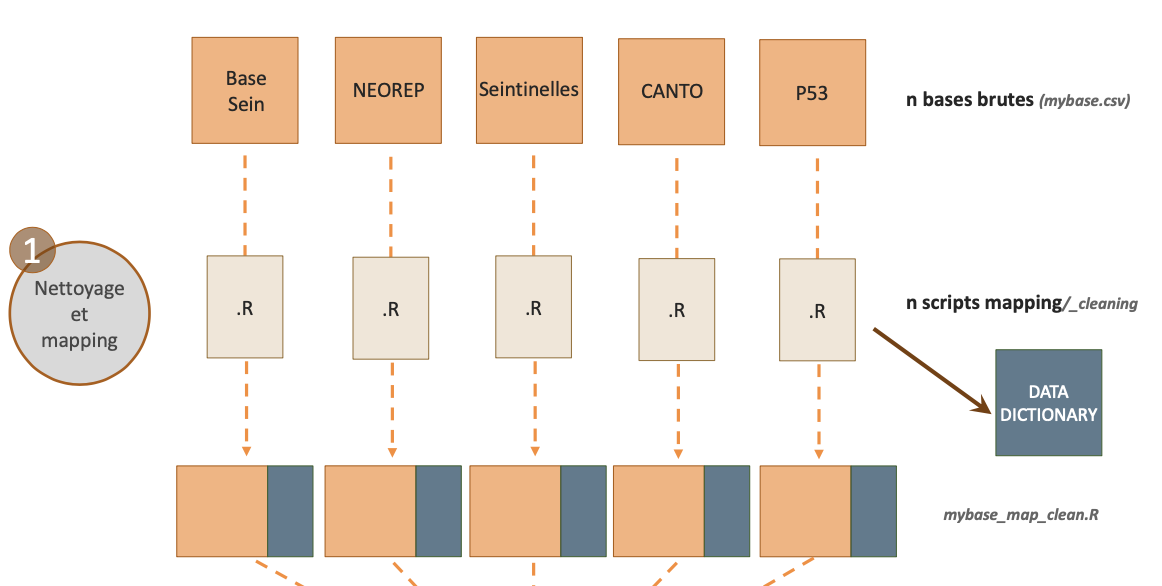 Base
Sein
NEOREP
Seintinelles
CANTO
P53
n bases brutes (mybase.csv)
1
Nettoyage
et
mapping
.R
.R
.R
.R
.R
n scripts mapping/_cleaning
DATA
DICTIONARY
mybase_map_clean.R